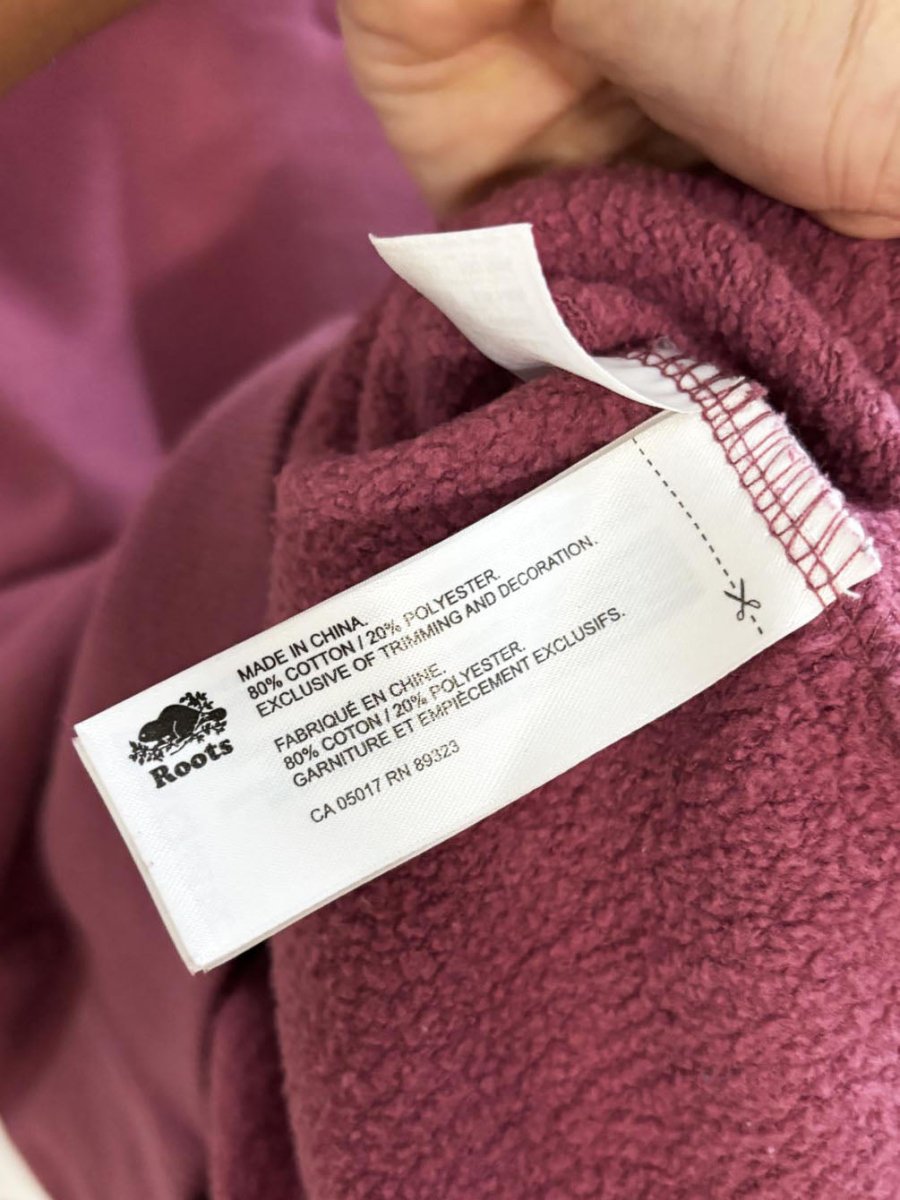 Roots
MADE IN CHINA.
80% COTTON / 20% POLYESTER.
EXCLUSIVE OF TRIMMING AND DECORATION.
FABRIQUÉ EN CHINE.
80% COTON / 20% POLYESTER.
GARNITURE ET EMPIÈCEMENT EXCLUSIFS.
CA 05017 RN 89323